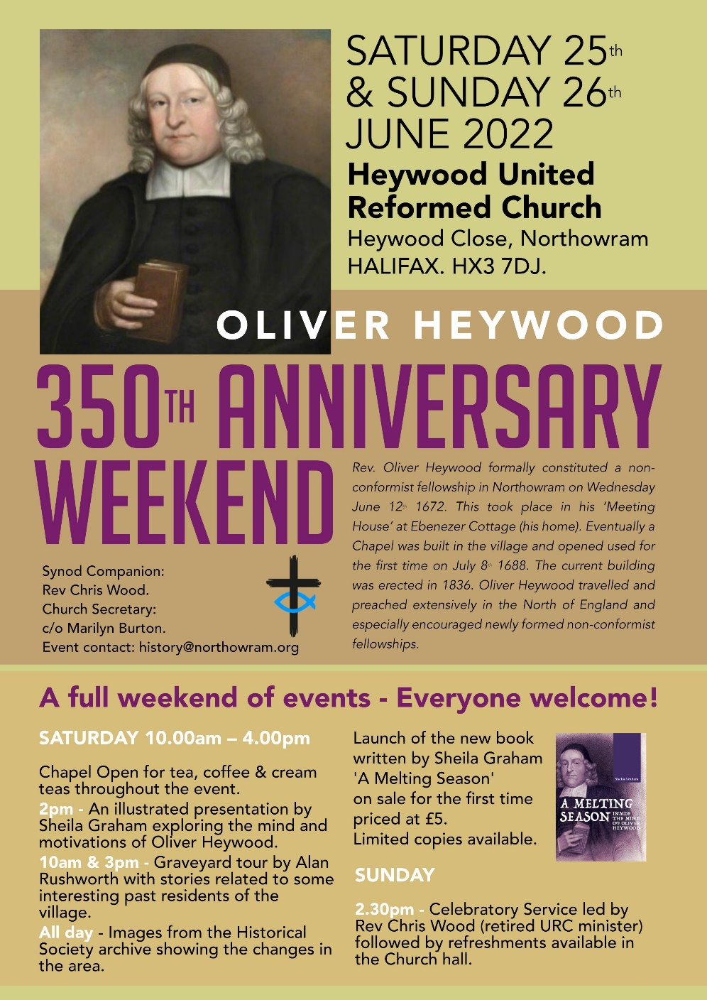 SATURDAY 25th
& SUNDAY 26th
JUNE 2022
Heywood United
Reformed Church
Heywood Close, Northowram
HALIFAX. HX3 7DJ.
OLIVER HEYWOOD
350TH ANNIVERSARY
WEEKEND
Rev. Oliver Heywood formally constituted a non-
conformist fellowship in Northowram on Wednesday
June 12th 1672. This took place in his ‘Meeting
House’ at Ebenezer Cottage (his home). Eventually a
Chapel was built in the village and opened used for
the first time on July 8th 1688. The current building
was erected in 1836. Oliver Heywood travelled and
preached extensively in the North of England and
especially encouraged newly formed non-conformist
fellowships.
Synod Companion:
Rev Chris Wood.
Church Secretary:
c/o Marilyn Burton.
Event contact: history@northowram.org
A full weekend of events - Everyone welcome!
SATURDAY 10.00am – 4.00pm
Chapel Open for tea, coffee & cream
teas throughout the event.
2pm - An illustrated presentation by
Sheila Graham exploring the mind and
motivations of Oliver Heywood.
10am & 3pm - Graveyard tour by Alan
Rushworth with stories related to some
interesting past residents of the
village.
All day - Images from the Historical
Society archive showing the changes in
the area.
Launch of the new book
written by Sheila Graham
'A Melting Season'
on sale for the first time
priced at £5.
Limited copies available.
Sheila Graham
A MELTING
SEASON
INSIDE
THE MIND
OF OLIVER
HEYWOOD
SUNDAY
2.30pm - Celebratory Service led by
Rev Chris Wood (retired URC minister)
followed by refreshments available in
the Church hall.